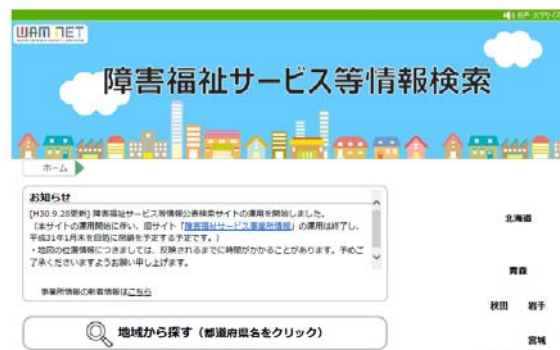 音声・文字サイズ
WAM NET
障害福祉サービス等情報検索
ホーム
お知らせ
[H30.9.28更新] 障害福祉サービス等情報公表検索サイトの運用を開始しました。
（本サイトの運用開始に伴い、旧サイト「障害福祉サービス事業所情報」の運用は終了し、
平成31年1月末を目処に閉鎖を予定する予定です。）
・地図の位置情報につきましては、反映されるまでに時間がかかることがあります。予めご
了承くださいますようお願い申し上げます。
事業所情報の新着情報はこちら
地域から探す（都道府県名をクリック）
北海道
青森
秋田 岩手
宮城